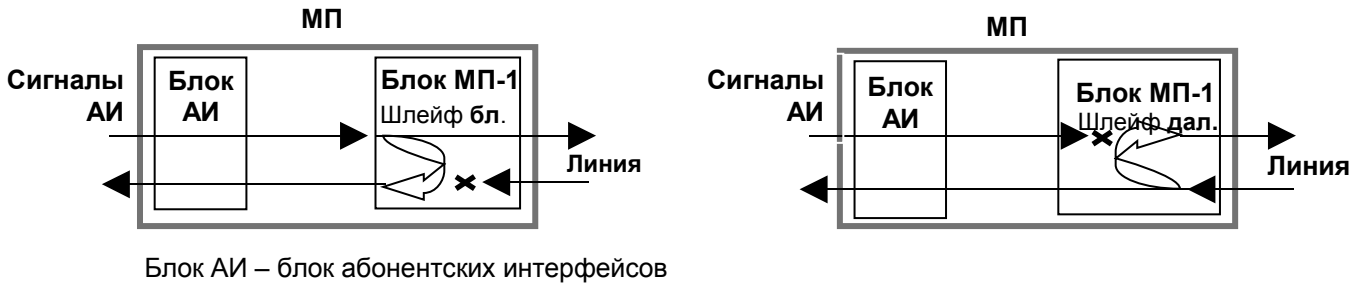 МП
Сигналы
АИ
Блок
АИ
Блок МП-1
Шлейф бл.
Линия
МП
Сигналы
АИ
Блок
АИ
Блок МП-1
Шлейф дал.
Линия
Блок АИ – блок абонентских интерфейсов